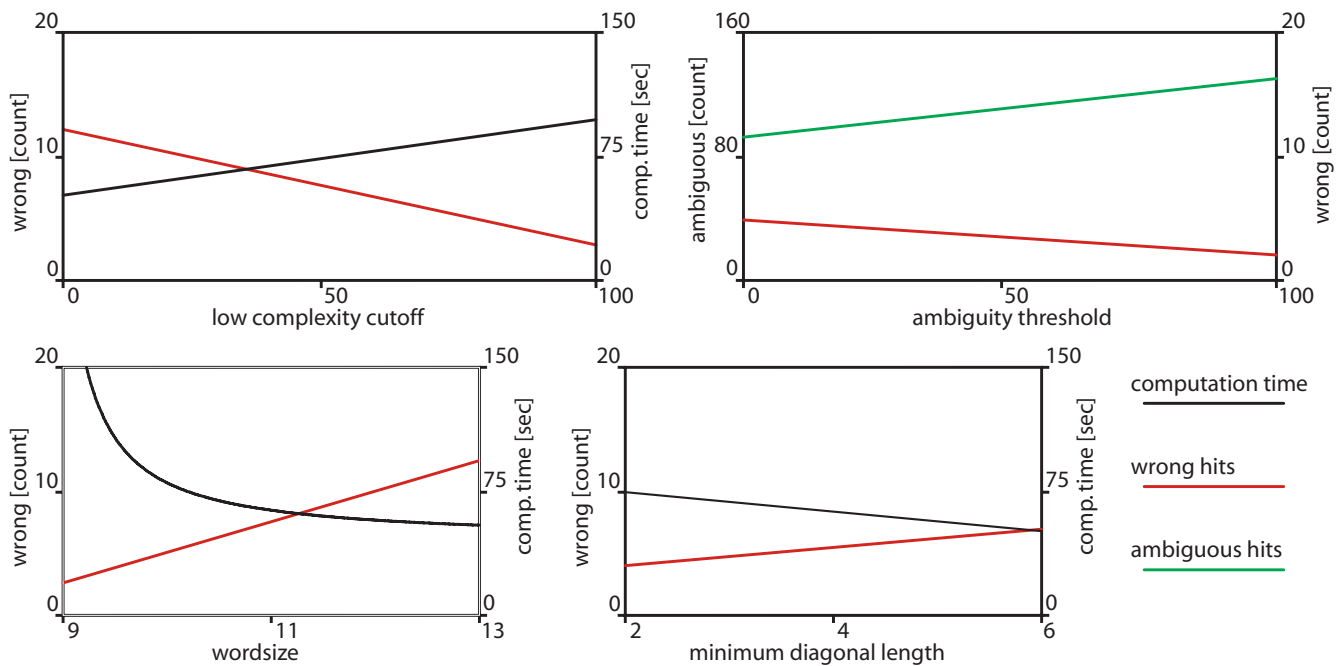 20
150
wrong [count]
10
75
comp. time [sec]
0
0
0
50
100
low complexity cutoff
160
20
ambiguous [count]
80
10
wrong [count]
0
0
0
50
100
ambiguity threshold
20
150
wrong [count]
10
75
comp. time [sec]
0
0
9
11
13
wordsize
20
150
wrong [count]
10
75
comp. time [sec]
0
0
2
4
6
minimum diagonal length
computation time
wrong hits
ambiguous hits